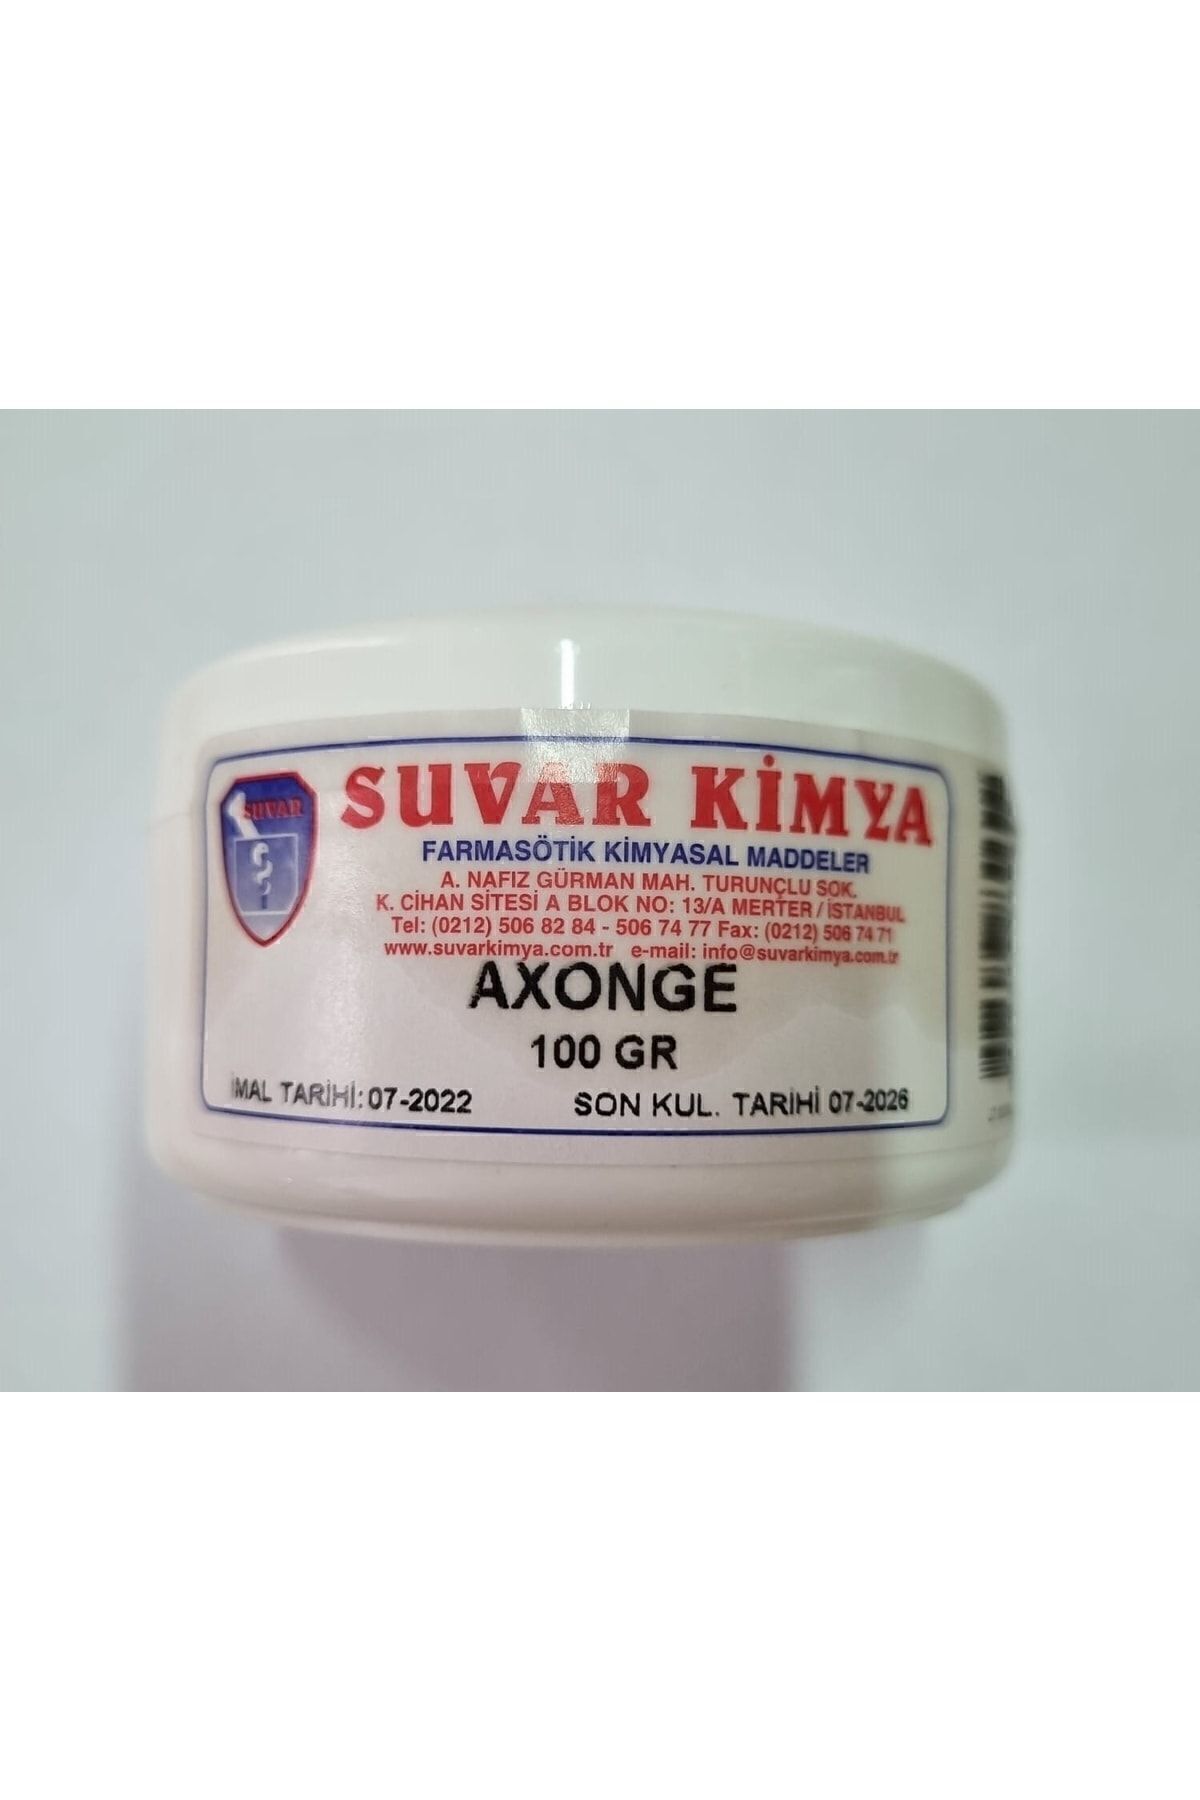 SUVAR
SUVAR KİMYA
FARMASÖTİK KİMYASAL MADDELER
A. NAFIZ GÜRMAN MAH. TURUNÇLU SOK.
K. CİHAN SİTESİ A BLOK NO: 13/A MERTER / İSTANBUL
Tel: (0212) 506 82 84 - 506 74 77 Fax: (0212) 506 74 71
www.suvarkimya.com.tr e-mail: info@suvarkimya.com.tr
AXONGE
100 GR
İMAL TARİHİ: 07-2022 SON KUL. TARİHİ 07-2026